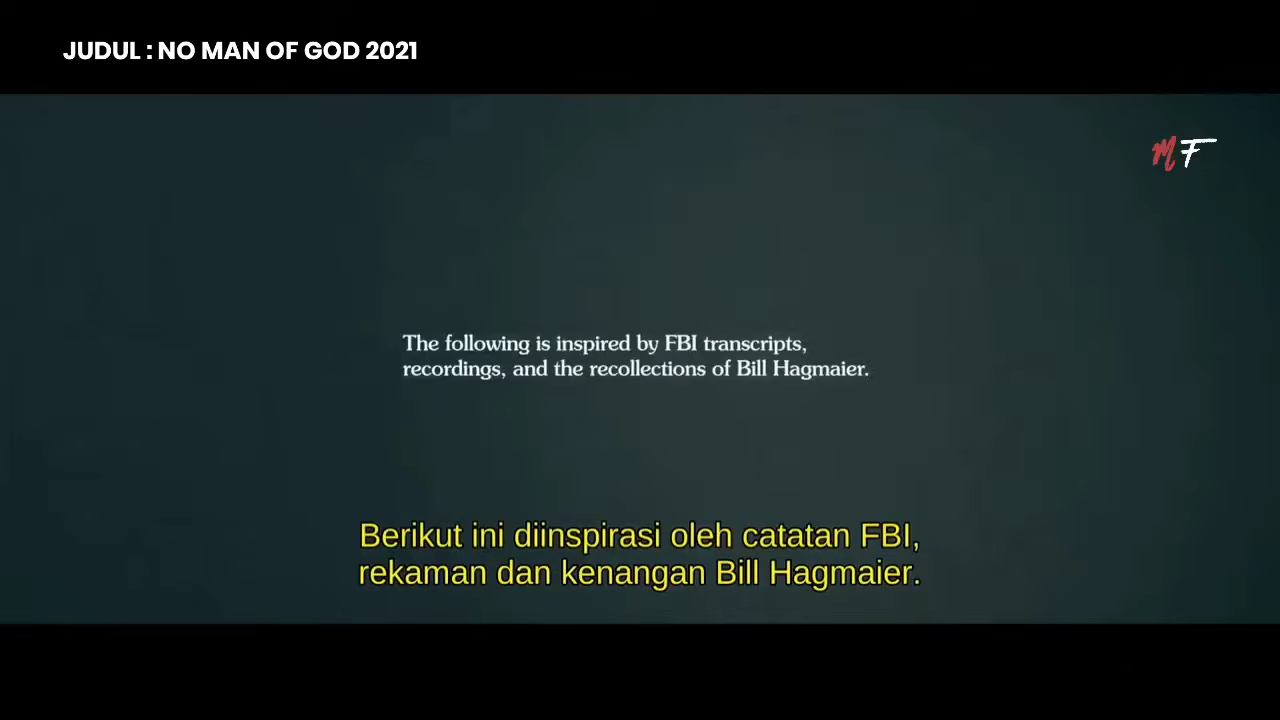 JUDUL : NO MAN OF GOD 2021
MF
The following is inspired by FBI transcripts,
recordings, and the recollections of Bill Hagmaier.
Berikut ini diinspirasi oleh catatan FBI,
rekaman dan kenangan Bill Hagmaier.